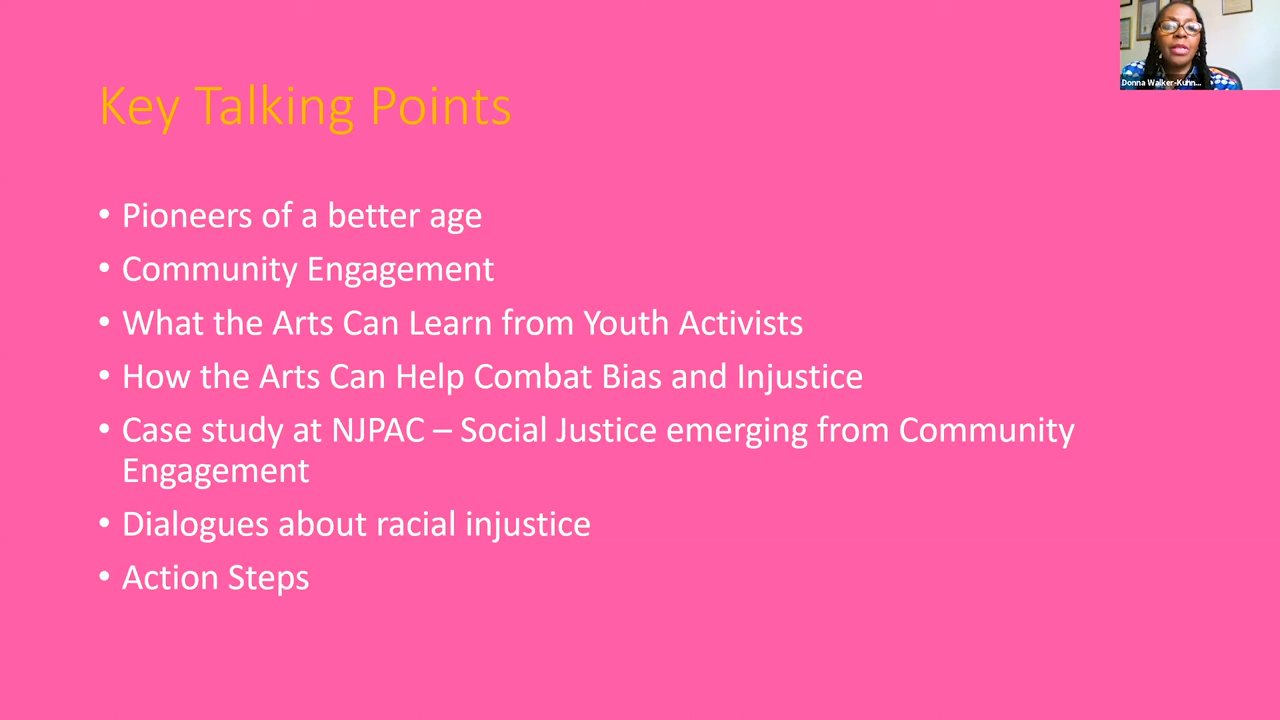 Donna Walker-Kuhn...
Key Talking Points
• Pioneers of a better age
• Community Engagement
• What the Arts Can Learn from Youth Activists
• How the Arts Can Help Combat Bias and Injustice
• Case study at NJPAC – Social Justice emerging from Community
Engagement
• Dialogues about racial injustice
• Action Steps